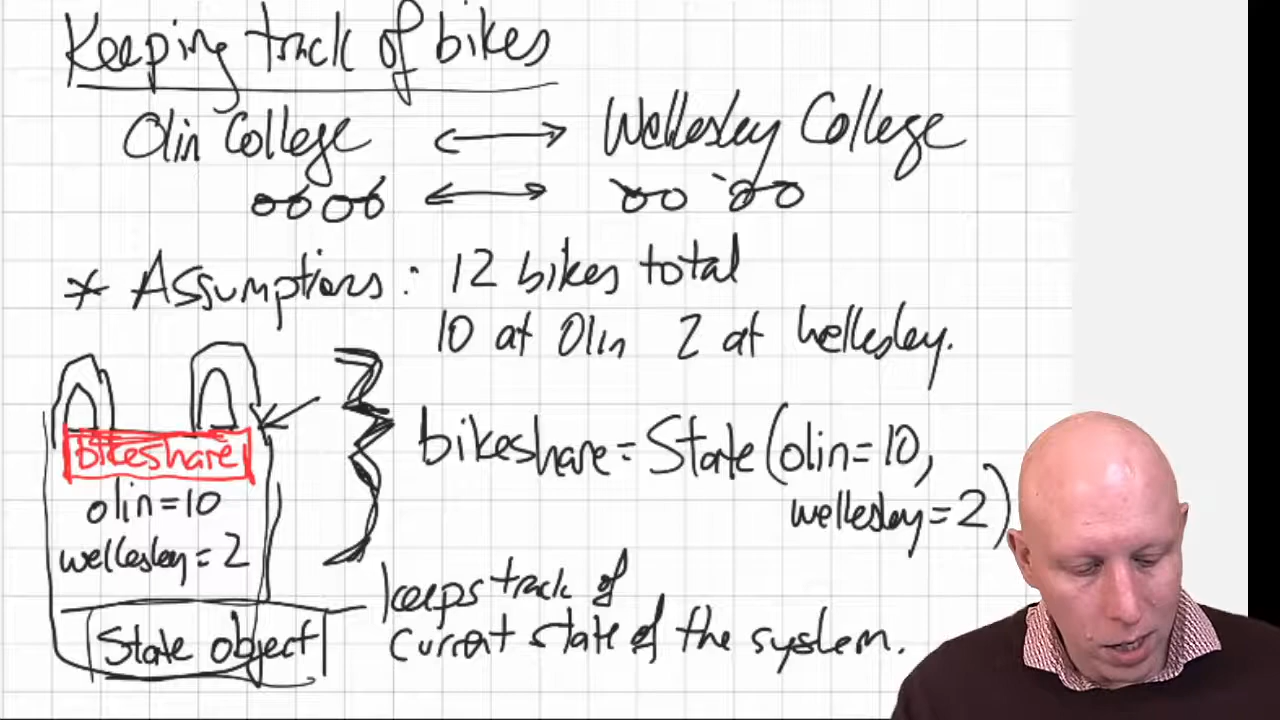 Keeping track of bikes
Olin College ⟷ Wellesley College
* Assumptions: 12 bikes total
10 at Olin 2 at Wellesley.
bikeshare
olin=10
wellesley=2
State object
bikeshare=State(olin=10,
wellesley=2)
keeps track of
current state of the system.